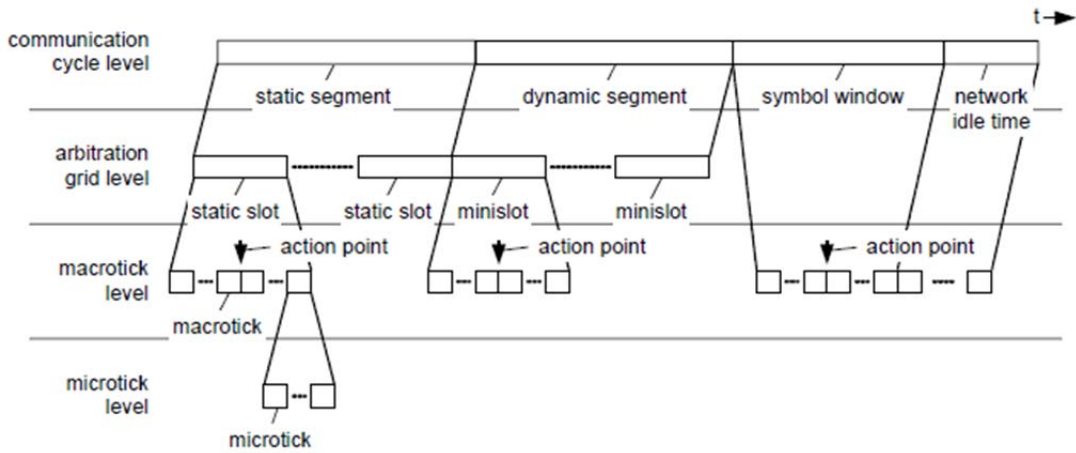 t
communication
cycle level
static segment
dynamic segment
symbol window
network
idle time
arbitration
grid level
static slot
static slot
minislot
minislot
action point
action point
action point
macrotick
level
macrotick
microtick
level
microtick